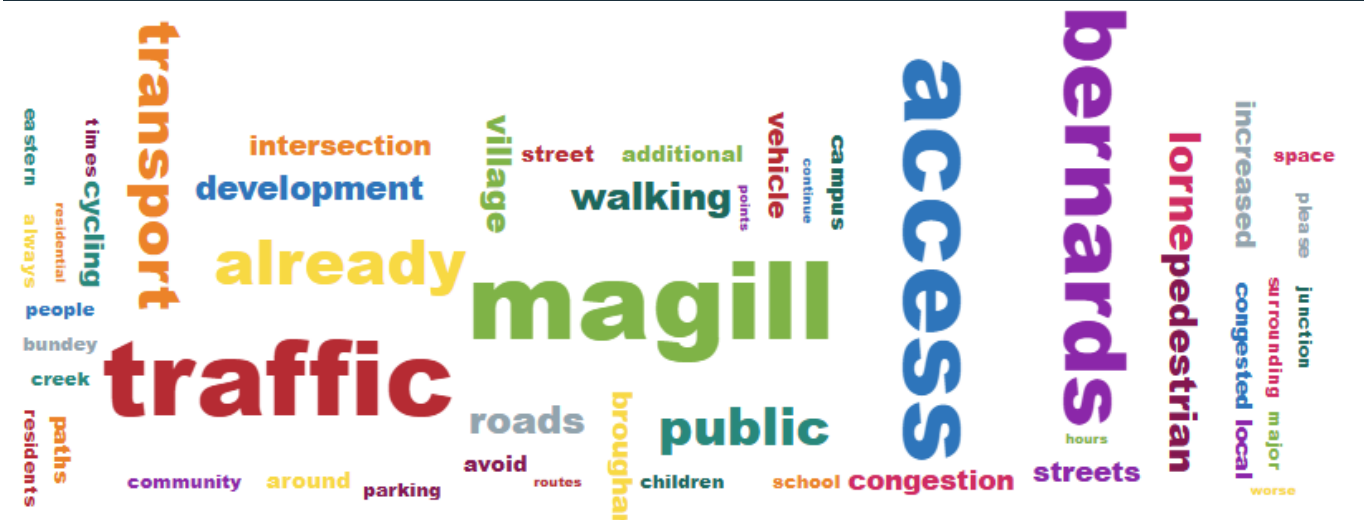 eastern
times
cycling
residential
always
people
bundey
creek
residents
paths
transport
intersection
development
already
traffic
community
around
parking
village
street
additional
walking
points
vehicle
continue
campus
magill
roads
avoid
routes
brougha
public
children
school
congestion
access
bernards
hours
streets
lorne
pedestrian
increased
space
please
congested
surrounding
junction
local
major
worse